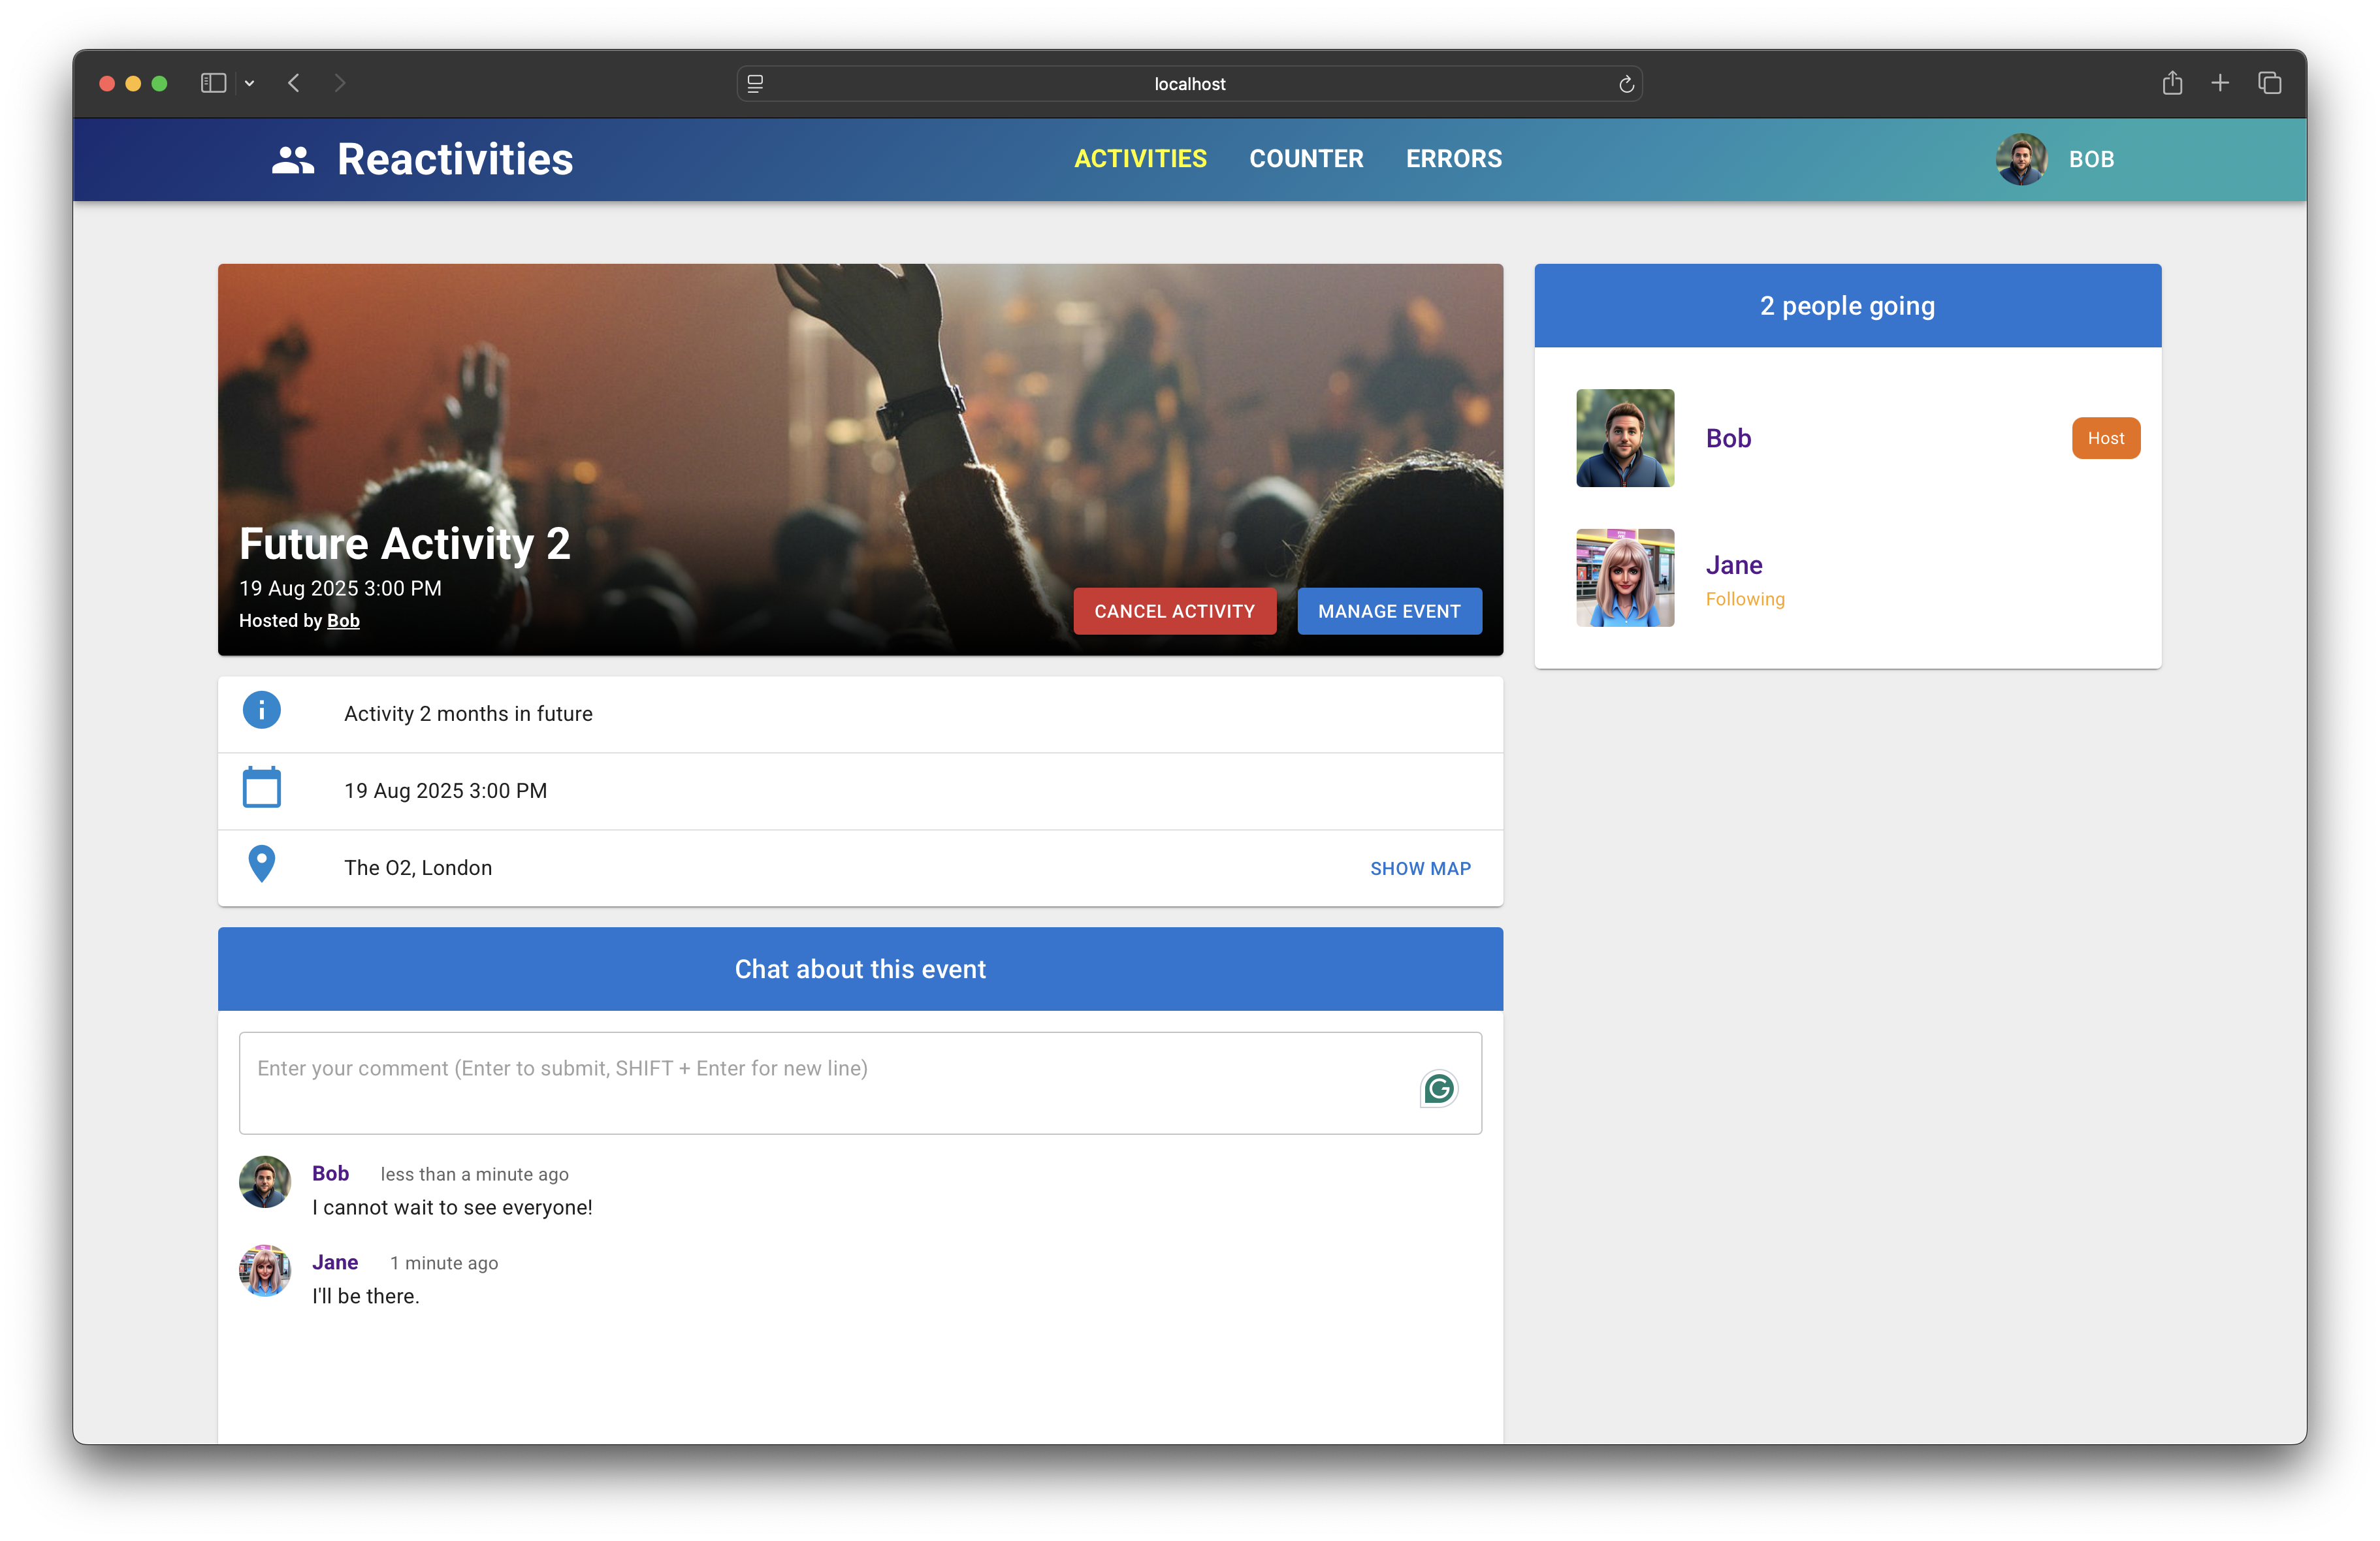 localhost
Reactivities
ACTIVITIES COUNTER ERRORS
BOB
Future Activity 2
19 Aug 2025 3:00 PM
Hosted by Bob
CANCEL ACTIVITY
MANAGE EVENT
2 people going
Bob
Host
Jane
Following
Activity 2 months in future
19 Aug 2025 3:00 PM
The O2, London
SHOW MAP
Chat about this event
Enter your comment (Enter to submit, SHIFT + Enter for new line)
Bob less than a minute ago
I cannot wait to see everyone!
Jane 1 minute ago
I'll be there.